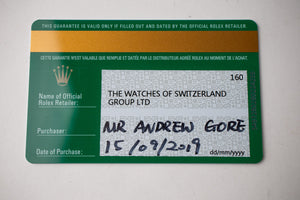 THIS GUARANTEE IS VALID ONLY IF FILLED OUT AND DATED BY THE OFFICIAL ROLEX RETAILER.
CETTE GARANTIE N'EST VALABLE QUE REMPLIE ET DATÉE PAR LE DISTRIBUTEUR AGRÉÉ ROLEX AU MOMENT DE L'ACHAT.
160
Name of Official
Rolex Retailer:
THE WATCHES OF SWITZERLAND
GROUP LTD
Purchaser:
MR ANDREW GORE
Date of Purchase:
15/09/2019
dd/mm/yyyy